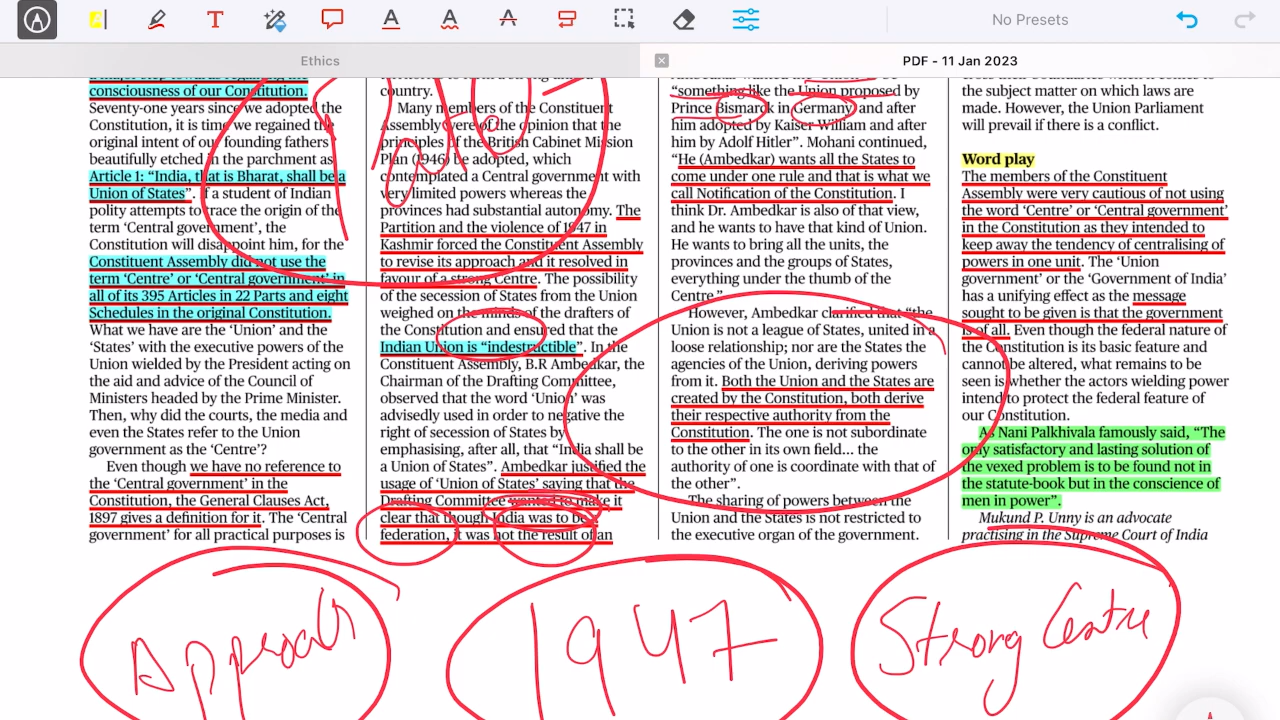 No Presets
Ethics
PDF - 11 Jan 2023
consciousness of our Constitution.
Seventy-one years since we adopted the
Constitution, it is time we regained the
original intent of our founding fathers
beautifully etched in the parchment as
Article 1: “India, that is Bharat, shall be a
Union of States”. If a student of Indian
polity attempts to trace the origin of the
term ‘Central government’, the
Constitution will disappoint him, for the
Constituent Assembly did not use the
term ‘Centre’ or ‘Central government’ in
all of its 395 Articles in 22 Parts and eight
Schedules in the original Constitution.
What we have are the ‘Union’ and the
‘States’ with the executive powers of the
Union wielded by the President acting on
the aid and advice of the Council of
Ministers headed by the Prime Minister.
Then, why did the courts, the media and
even the States refer to the Union
government as the ‘Centre’?
Even though we have no reference to
the ‘Central government’ in the
Constitution, the General Clauses Act,
1897 gives a definition for it. The ‘Central
government’ for all practical purposes is
country.
Many members of the Constituent
Assembly were of the opinion that the
principles of the British Cabinet Mission
Plan (1946) be adopted, which
contemplated a Central government with
very limited powers whereas the
provinces had substantial autonomy. The
Partition and the violence of 1947 in
Kashmir forced the Constituent Assembly
to revise its approach and it resolved in
favour of a strong Centre. The possibility
of the secession of States from the Union
weighed on the minds of the drafters of
the Constitution and ensured that the
Indian Union is “indestructible”. In the
Constituent Assembly, B.R Ambedkar, the
Chairman of the Drafting Committee,
observed that the word ‘Union’ was
advisedly used in order to negative the
right of secession of States by
emphasising, after all, that “India shall be
a Union of States”. Ambedkar justified the
usage of ‘Union of States’ saying that the
Drafting Committee wanted to make it
clear that though India was to be a
federation, it was not the result of an
“something like the Union proposed by
Prince Bismark in Germany, and after
him adopted by Kaiser William and after
him by Adolf Hitler”. Mohani continued,
“He (Ambedkar) wants all the States to
come under one rule and that is what we
call Notification of the Constitution. I
think Dr. Ambedkar is also of that view,
and he wants to have that kind of Union.
He wants to bring all the units, the
provinces and the groups of States,
everything under the thumb of the
Centre.”
However, Ambedkar clarified that “the
Union is not a league of States, united in a
loose relationship; nor are the States the
agencies of the Union, deriving powers
from it. Both the Union and the States are
created by the Constitution, both derive
their respective authority from the
Constitution. The one is not subordinate
to the other in its own field... the
authority of one is coordinate with that of
the other”.
The sharing of powers between the
Union and the States is not restricted to
the executive organ of the government.
the subject matter on which laws are
made. However, the Union Parliament
will prevail if there is a conflict.
Word play
The members of the Constituent
Assembly were very cautious of not using
the word ‘Centre’ or ‘Central government’
in the Constitution as they intended to
keep away the tendency of centralising of
powers in one unit. The ‘Union
government’ or the ‘Government of India’
has a unifying effect as the message
sought to be given is that the government
is of all. Even though the federal nature of
the Constitution is its basic feature and
cannot be altered, what remains to be
seen is whether the actors wielding power
intend to protect the federal feature of
our Constitution.
As Nani Palkhivala famously said, “The
only satisfactory and lasting solution of
the vexed problem is to be found not in
the statute-book but in the conscience of
men in power”.
Mukund P. Unny is an advocate
practising in the Supreme Court of India
Approach
1947
Strong Centre